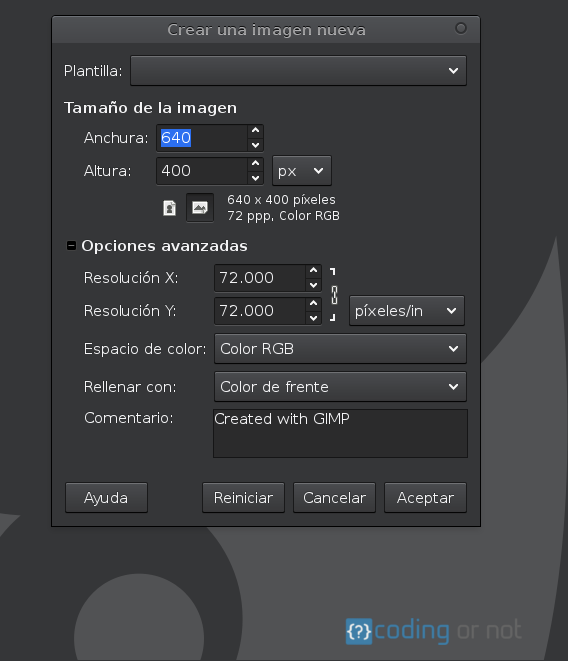 Crear una imagen nueva
Plantilla:
Tamaño de la imagen
Anchura: 640
Altura: 400 px
640 x 400 píxeles
72 ppp, Color RGB
Opciones avanzadas
Resolución X: 72.000
Resolución Y: 72.000 píxeles/in
Espacio de color: Color RGB
Rellenar con: Color de frente
Comentario: Created with GIMP
Ayuda Reiniciar Cancelar Aceptar
{?} coding or not